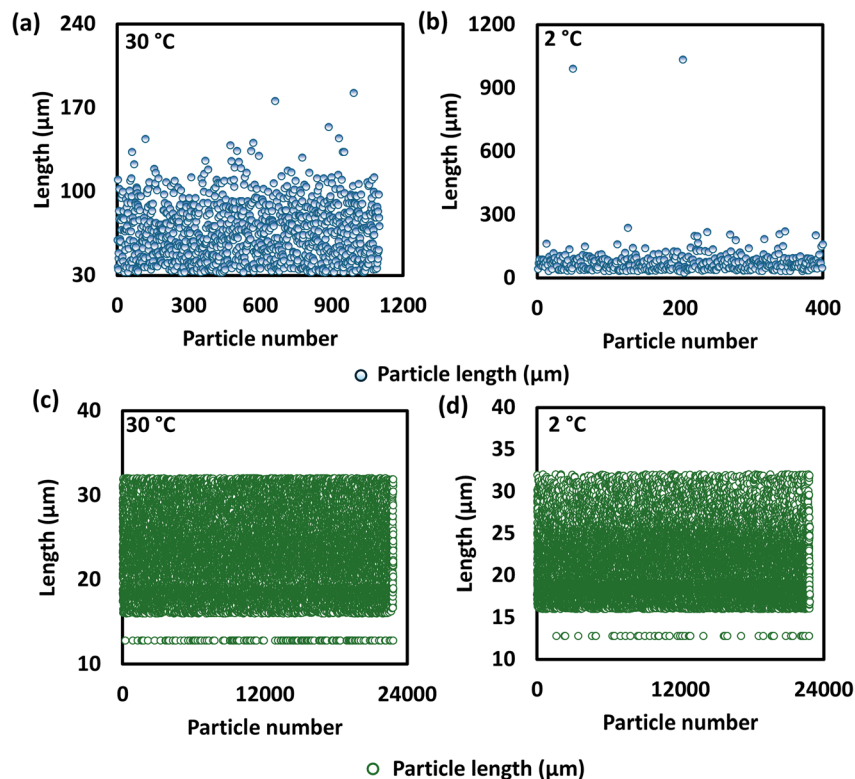 (a)
30 °C
240
170
100
30
Length (µm)
0 300 600 900 1200
Particle number
(b)
2 °C
1200
900
600
300
0
Length (µm)
0 200 400
Particle number
Particle length (µm)
(c)
30 °C
40
30
20
10
Length (µm)
0 12000 24000
Particle number
(d)
2 °C
40
35
30
25
20
15
10
Length (µm)
0 12000 24000
Particle number
Particle length (µm)